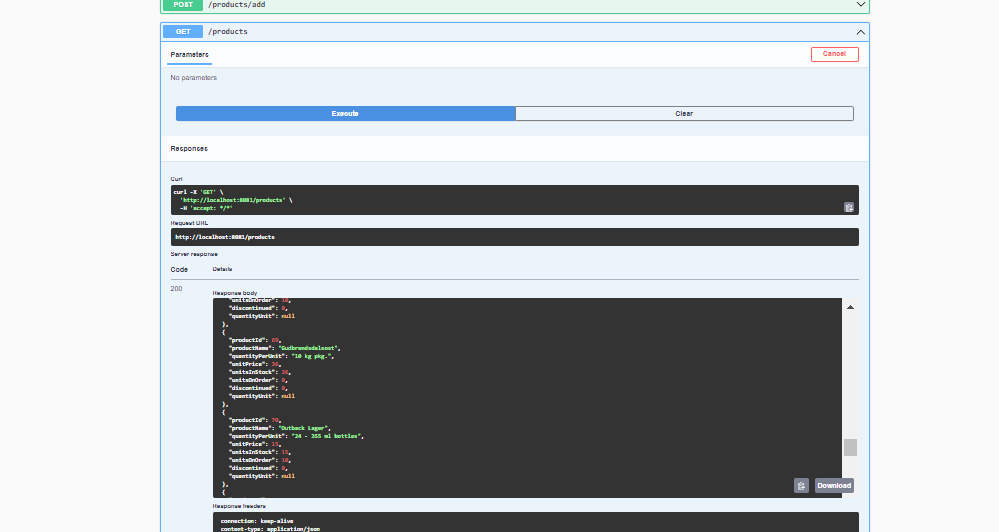 POST /products/add
GET /products
Parameters
Cancel
No parameters
Execute
Clear
Responses
Curl
curl -X 'GET' \
'http://localhost:8081/products' \
-H 'accept: */*'
Request URL
http://localhost:8081/products
Server response
Code Details
200
Response body
"unitsOnOrder": 10,
"discontinued": 0,
"quantityUnit": null
},
{
"productId": 69,
"productName": "Gudbrandsdalsost",
"quantityPerUnit": "10 kg pkg.",
"unitPrice": 36,
"unitsInStock": 26,
"unitsOnOrder": 0,
"discontinued": 0,
"quantityUnit": null
},
{
"productId": 70,
"productName": "Outback Lager",
"quantityPerUnit": "24 - 355 ml bottles",
"unitPrice": 15,
"unitsInStock": 15,
"unitsOnOrder": 10,
"discontinued": 0,
"quantityUnit": null
},
{
Download
Response headers
connection: keep-alive
content-type: application/json